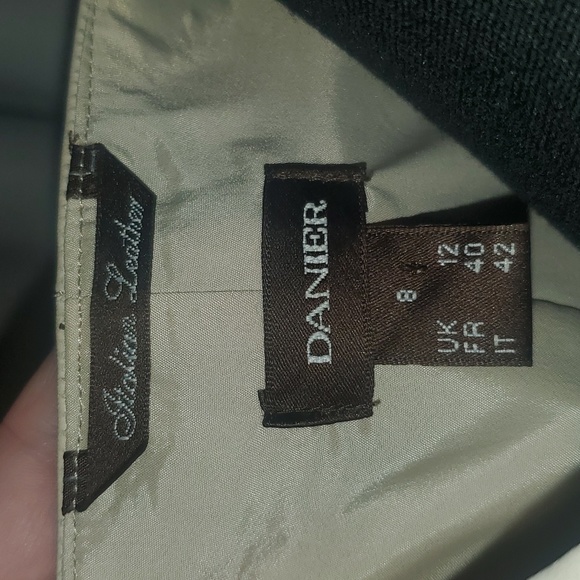 Italian Leather
DANIER
8
UK 12
FR 40
IT 42